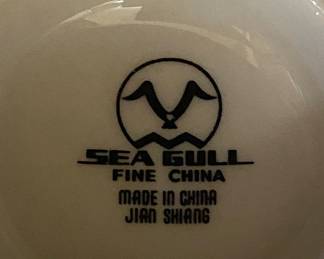 SEA GULL
FINE CHINA
MADE IN CHINA
JIAN SHIANG